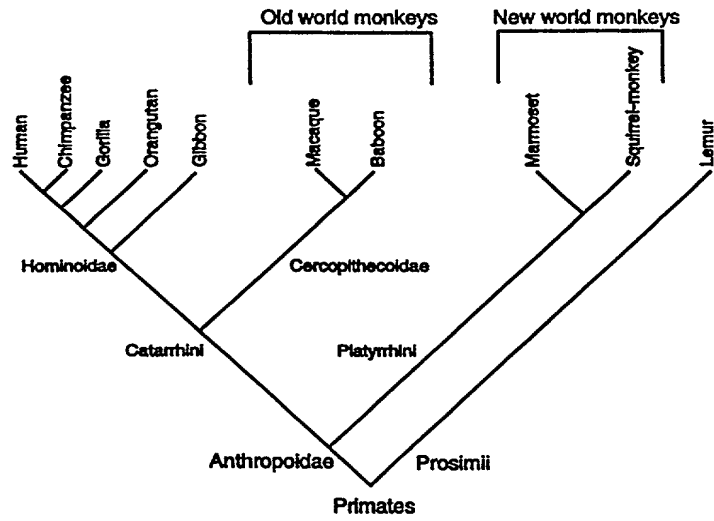 Old world monkeys
New world monkeys
Human
Chimpanzee
Gorilla
Orangutan
Gibbon
Macaque
Baboon
Marmoset
Squirrel-monkey
Lemur
Hominoidae
Cercopithecoidae
Catarrhini
Platyrrhini
Anthropoidae
Prosimii
Primates